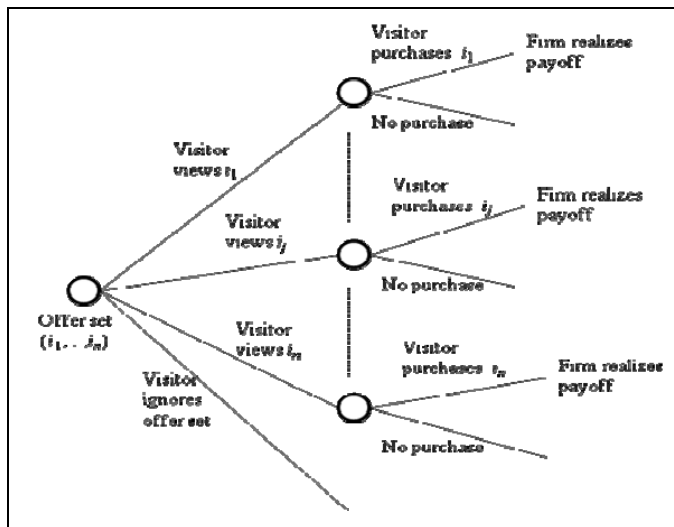 Visitor
purchases i1
Firm realizes
payoff
No purchase
Visitor
views i1
Visitor
purchases ij
Firm realizes
payoff
No purchase
Visitor
views ij
Offer set
(i1, . . ,in)
Visitor
views in
Visitor
purchases in
Firm realizes
payoff
No purchase
Visitor
ignores
offer set